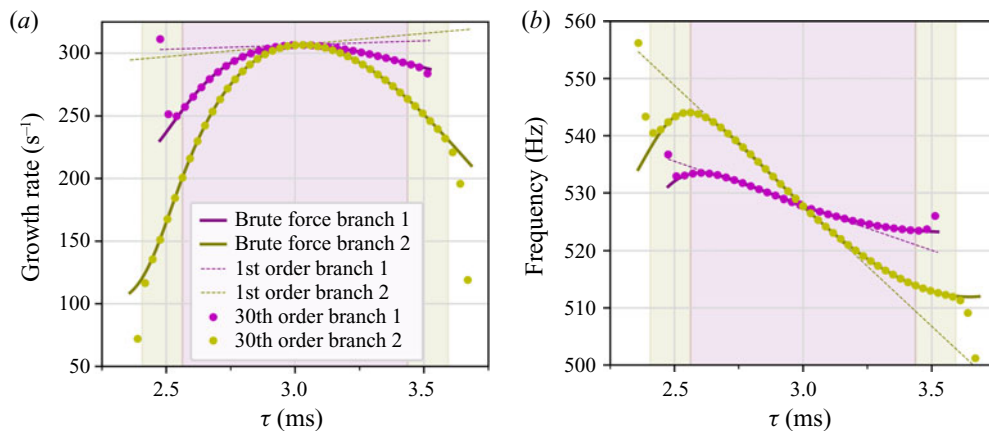 (a)
(b)
Growth rate (s⁻¹)
300
250
200
150
100
50
Brute force branch 1
Brute force branch 2
1st order branch 1
1st order branch 2
30th order branch 1
30th order branch 2
2.5
3.0
3.5
τ (ms)
Frequency (Hz)
560
550
540
530
520
510
500
2.5
3.0
3.5
τ (ms)